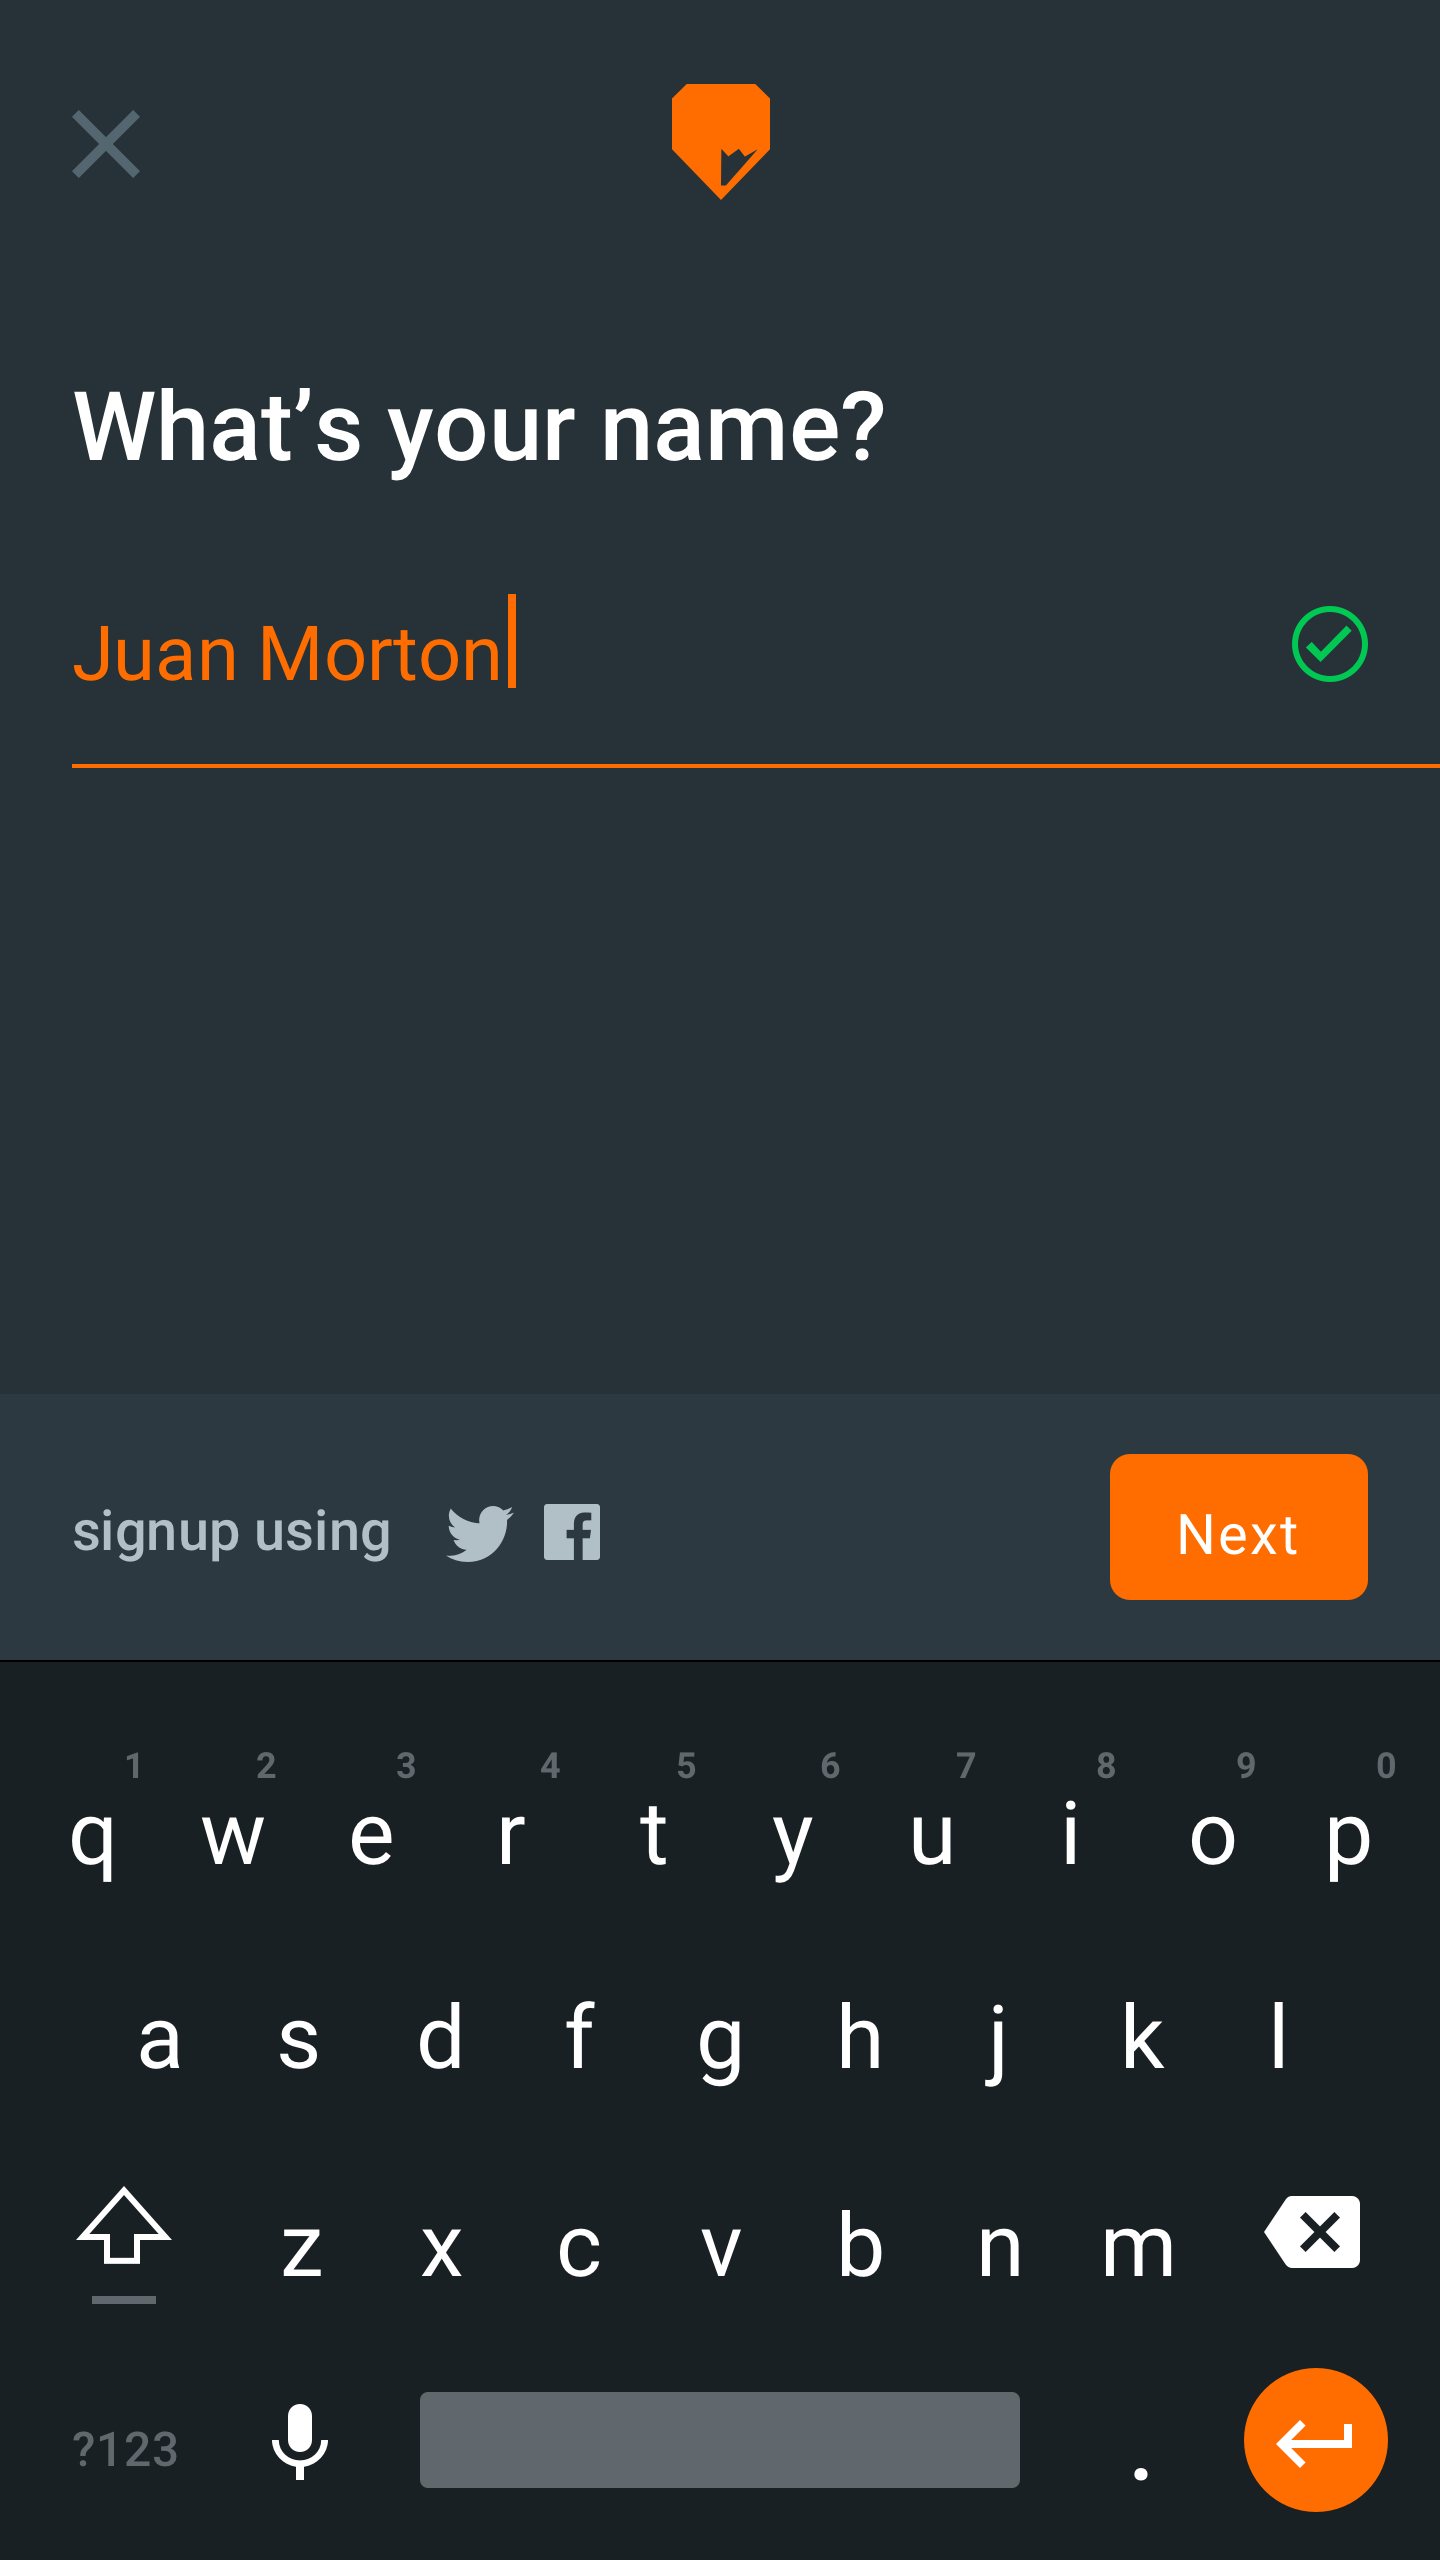 What’s your name?
Juan Morton
signup using
Next
1 2 3 4 5 6 7 8 9 0
q w e r t y u i o p
a s d f g h j k l
z x c v b n m
?123 .